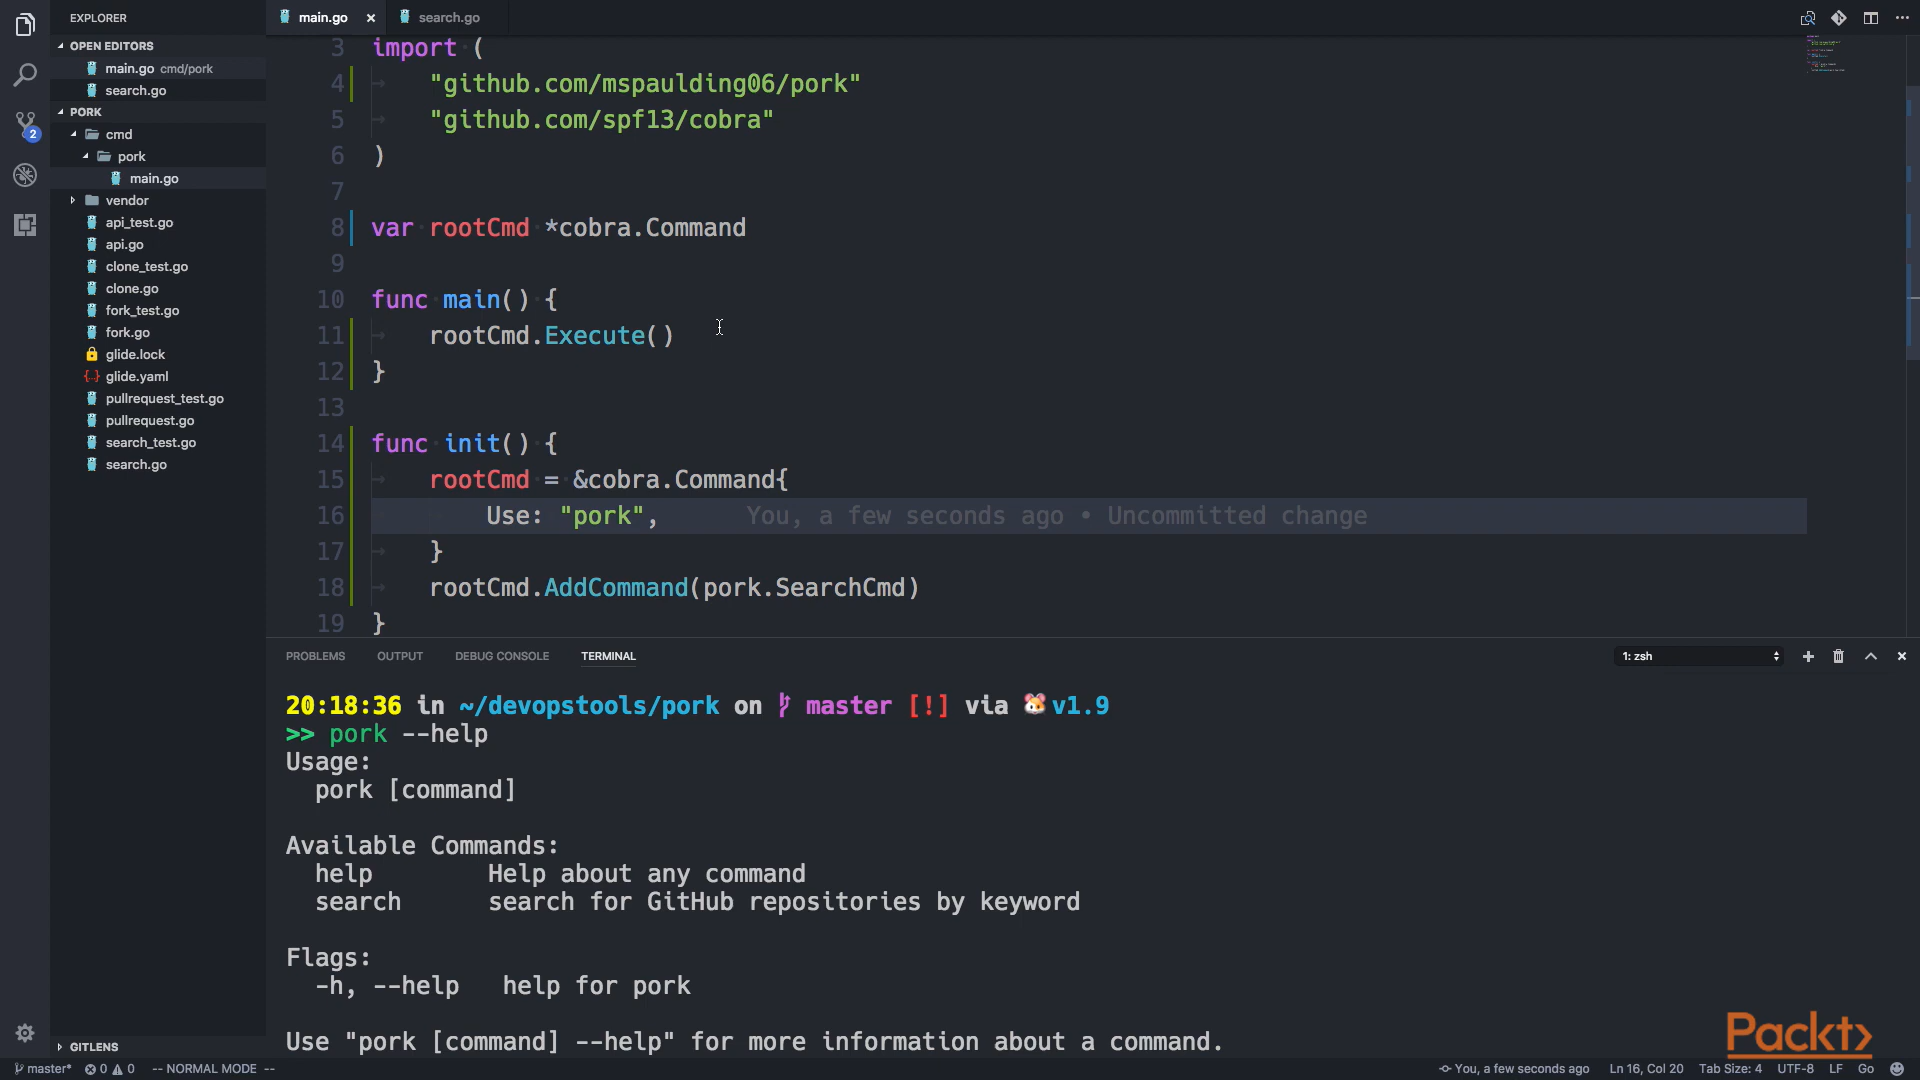 EXPLORER
OPEN EDITORS
main.go cmd/pork
search.go
PORK
cmd
pork
main.go
vendor
api_test.go
api.go
clone_test.go
clone.go
fork_test.go
fork.go
glide.lock
glide.yaml
pullrequest_test.go
pullrequest.go
search_test.go
search.go
GITLENS
2
main.go × search.go
3 import (
4 "github.com/mspaulding06/pork"
5 "github.com/spf13/cobra"
6 )
7
8 var rootCmd *cobra.Command
9
10 func main() {
11 rootCmd.Execute()
12 }
13
14 func init() {
15 rootCmd = &cobra.Command{
16 Use: "pork", You, a few seconds ago • Uncommitted change
17 }
18 rootCmd.AddCommand(pork.SearchCmd)
19 }
PROBLEMS OUTPUT DEBUG CONSOLE TERMINAL 1: zsh
20:18:36 in ~/devopstools/pork on master [!] via 🐹v1.9
>> pork --help
Usage:
pork [command]
Available Commands:
help Help about any command
search search for GitHub repositories by keyword
Flags:
-h, --help help for pork
Use "pork [command] --help" for more information about a command.
Packt>
master* 0 0 -- NORMAL MODE -- You, a few seconds ago Ln 16, Col 20 Tab Size: 4 UTF-8 LF Go